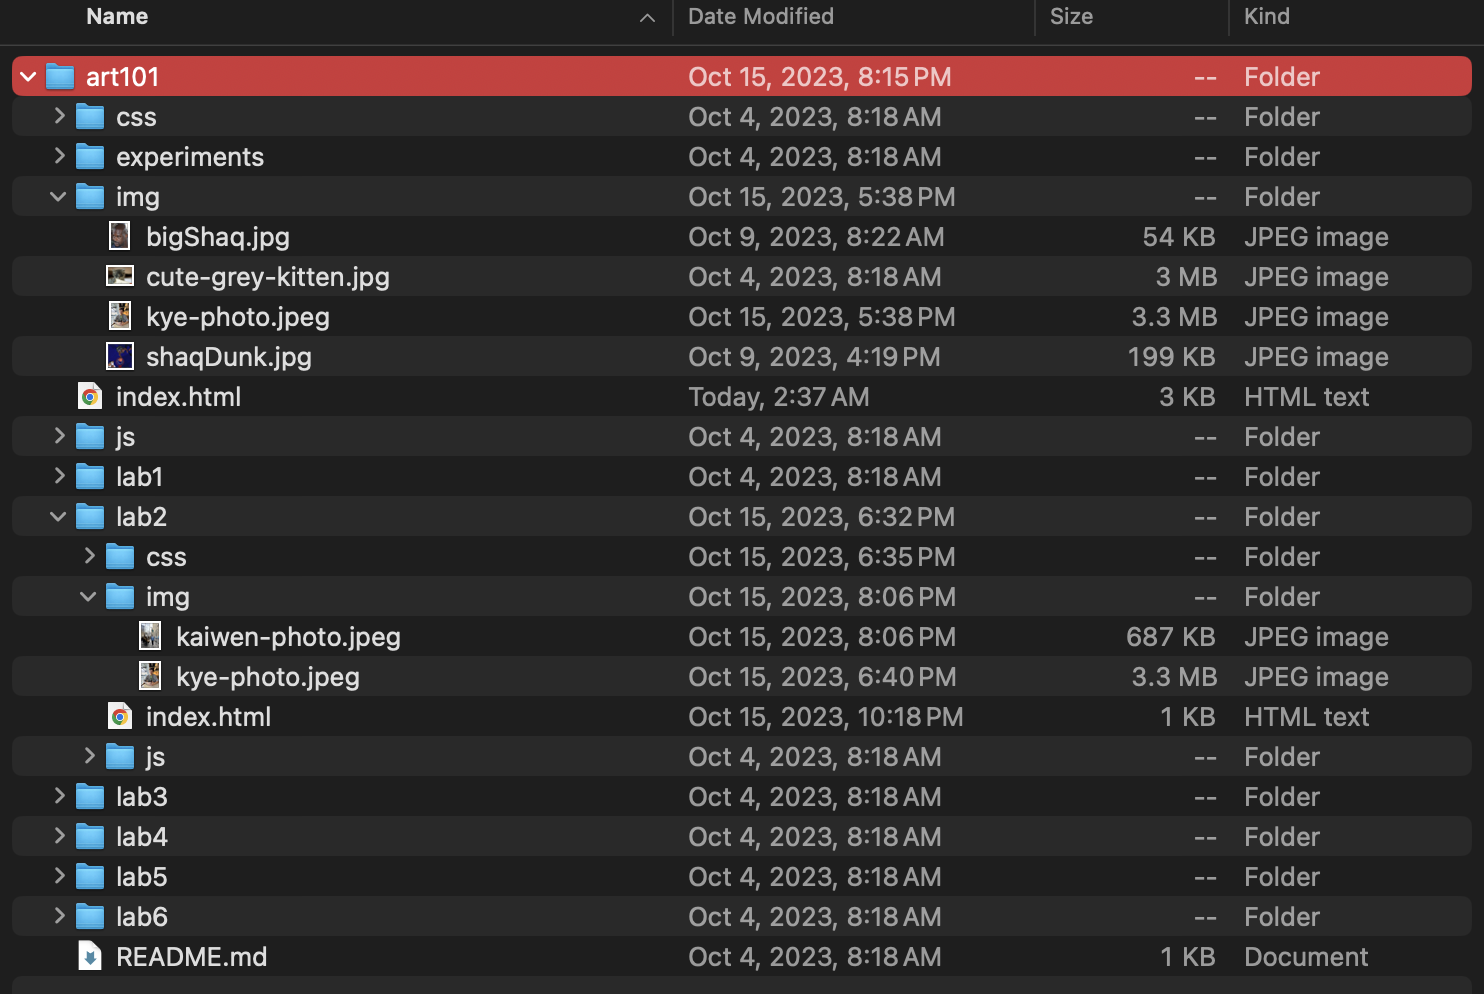 Name Date Modified Size Kind
art101 Oct 15, 2023, 8:15 PM -- Folder
css Oct 4, 2023, 8:18 AM -- Folder
experiments Oct 4, 2023, 8:18 AM -- Folder
img Oct 15, 2023, 5:38 PM -- Folder
bigShaq.jpg Oct 9, 2023, 8:22 AM 54 KB JPEG image
cute-grey-kitten.jpg Oct 4, 2023, 8:18 AM 3 MB JPEG image
kye-photo.jpeg Oct 15, 2023, 5:38 PM 3.3 MB JPEG image
shaqDunk.jpg Oct 9, 2023, 4:19 PM 199 KB JPEG image
index.html Today, 2:37 AM 3 KB HTML text
js Oct 4, 2023, 8:18 AM -- Folder
lab1 Oct 4, 2023, 8:18 AM -- Folder
lab2 Oct 15, 2023, 6:32 PM -- Folder
css Oct 15, 2023, 6:35 PM -- Folder
img Oct 15, 2023, 8:06 PM -- Folder
kaiwen-photo.jpeg Oct 15, 2023, 8:06 PM 687 KB JPEG image
kye-photo.jpeg Oct 15, 2023, 6:40 PM 3.3 MB JPEG image
index.html Oct 15, 2023, 10:18 PM 1 KB HTML text
js Oct 4, 2023, 8:18 AM -- Folder
lab3 Oct 4, 2023, 8:18 AM -- Folder
lab4 Oct 4, 2023, 8:18 AM -- Folder
lab5 Oct 4, 2023, 8:18 AM -- Folder
lab6 Oct 4, 2023, 8:18 AM -- Folder
README.md Oct 4, 2023, 8:18 AM 1 KB Document